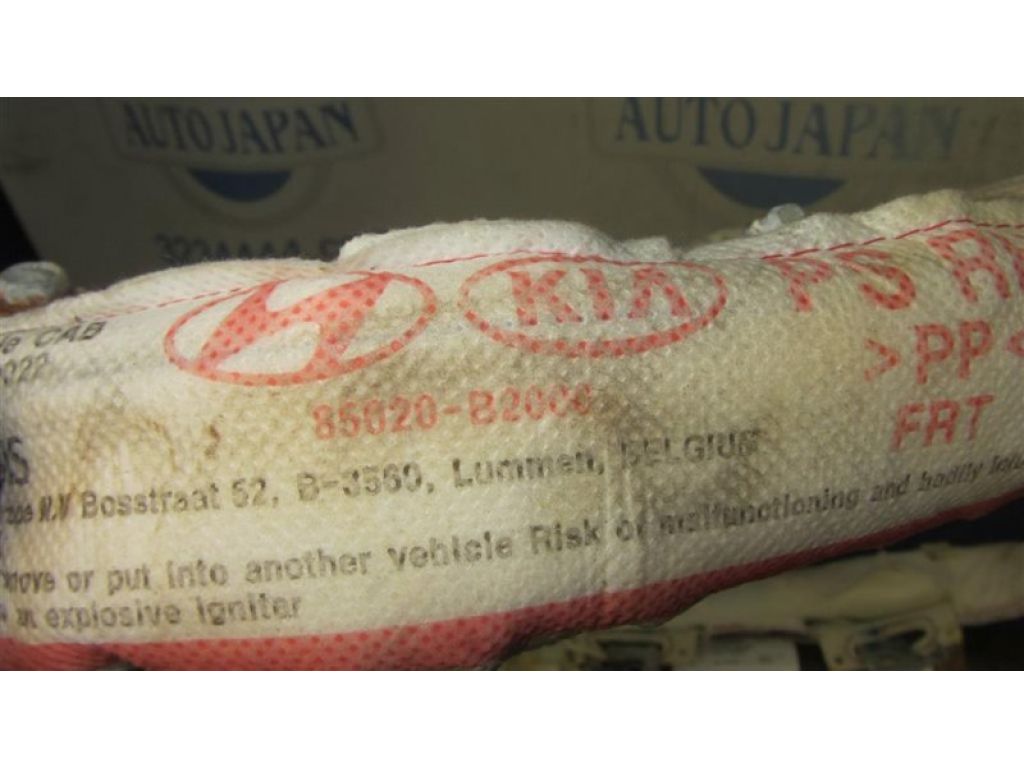 AUTO JAPAN
AUTO JAPAN
KIA
PS
CAB
>PP<
85020-B2000
FRT
Bosstraat 52, B-3560, Lummen, BELGIUM
or put into another vehicle Risk of malfunctioning and bodily
explosive igniter